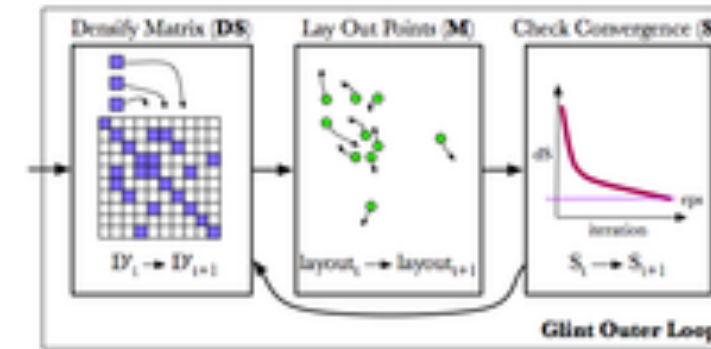 Densify Matrix (DS)
Lay Out Points (M)
Check Convergence (S
dS
eps
iteration
D'ᵢ → D'ᵢ₊₁
layoutᵢ → layoutᵢ₊₁
Sᵢ → Sᵢ₊₁
Glint Outer Loop